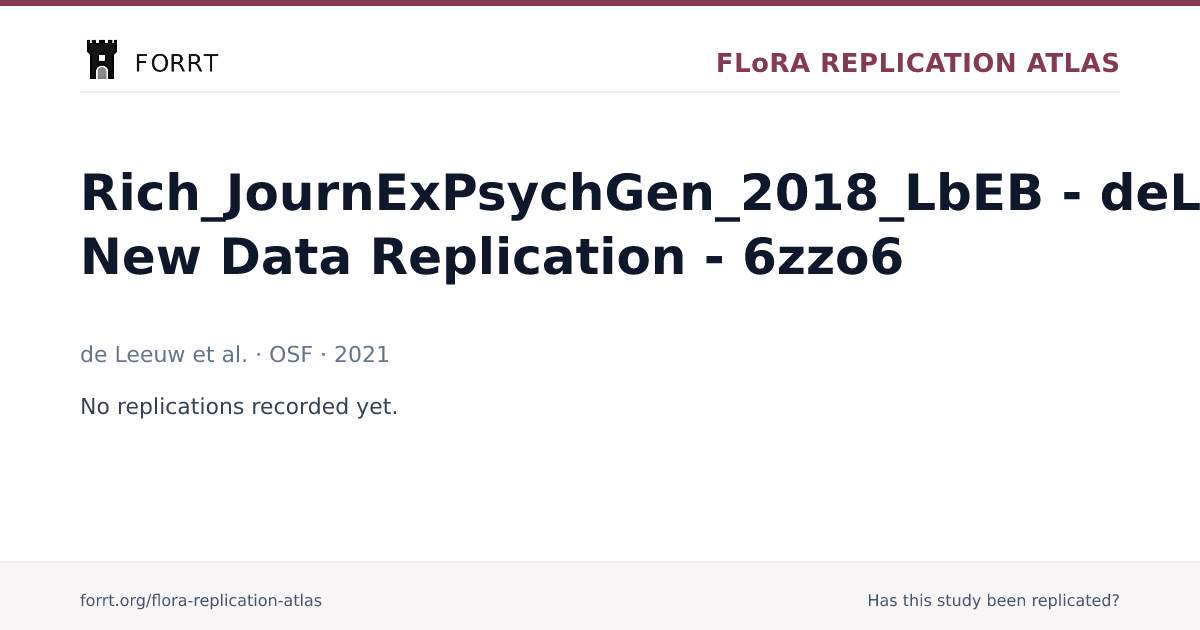 FORRT
FLoRA REPLICATION ATLAS
Rich_JournExPsychGen_2018_LbEB - deL
New Data Replication - 6zzo6
de Leeuw et al. · OSF · 2021
No replications recorded yet.
forrt.org/flora-replication-atlas
Has this study been replicated?